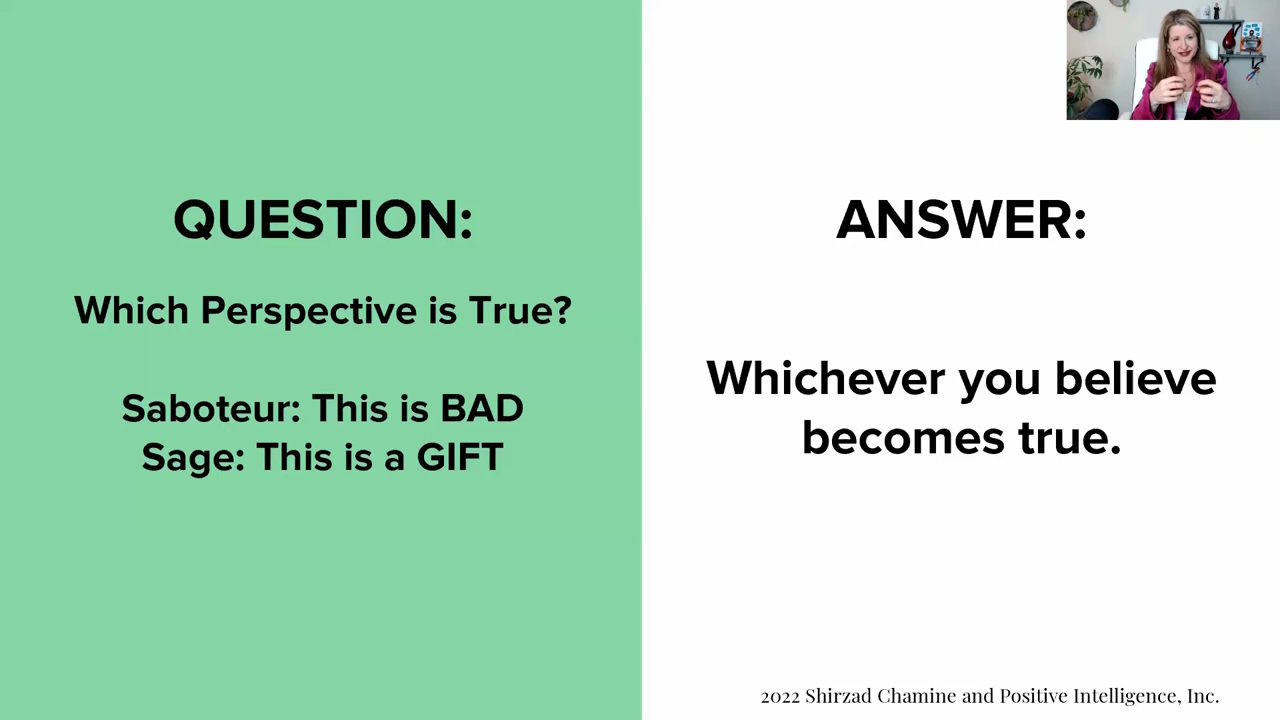 QUESTION:
Which Perspective is True?
Saboteur: This is BAD
Sage: This is a GIFT
ANSWER:
Whichever you believe
becomes true.
2022 Shirzad Chamine and Positive Intelligence, Inc.